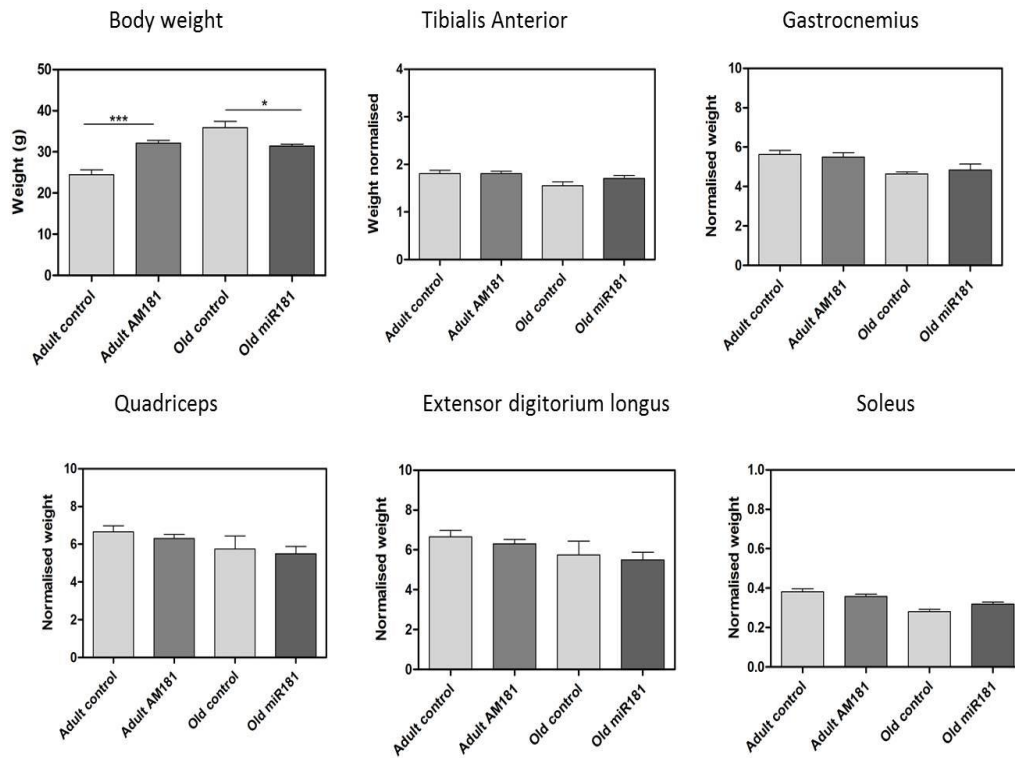 Body weight
Tibialis Anterior
Gastrocnemius
Weight (g)
50
40
30
20
10
0
***
*
Adult control
Adult AM181
Old control
Old miR181
Weight normalised
4
3
2
1
0
Adult control
Adult AM181
Old control
Old miR181
Normalised weight
10
8
6
4
2
0
Adult control
Adult AM181
Old control
Old miR181
Quadriceps
Extensor digitorium longus
Soleus
Normalised weight
10
8
6
4
2
0
Adult control
Adult AM181
Old control
Old miR181
Normalised weight
10
8
6
4
2
0
Adult control
Adult AM181
Old control
Old miR181
Normalised weight
1.0
0.8
0.6
0.4
0.2
0.0
Adult control
Adult AM181
Old control
Old miR181